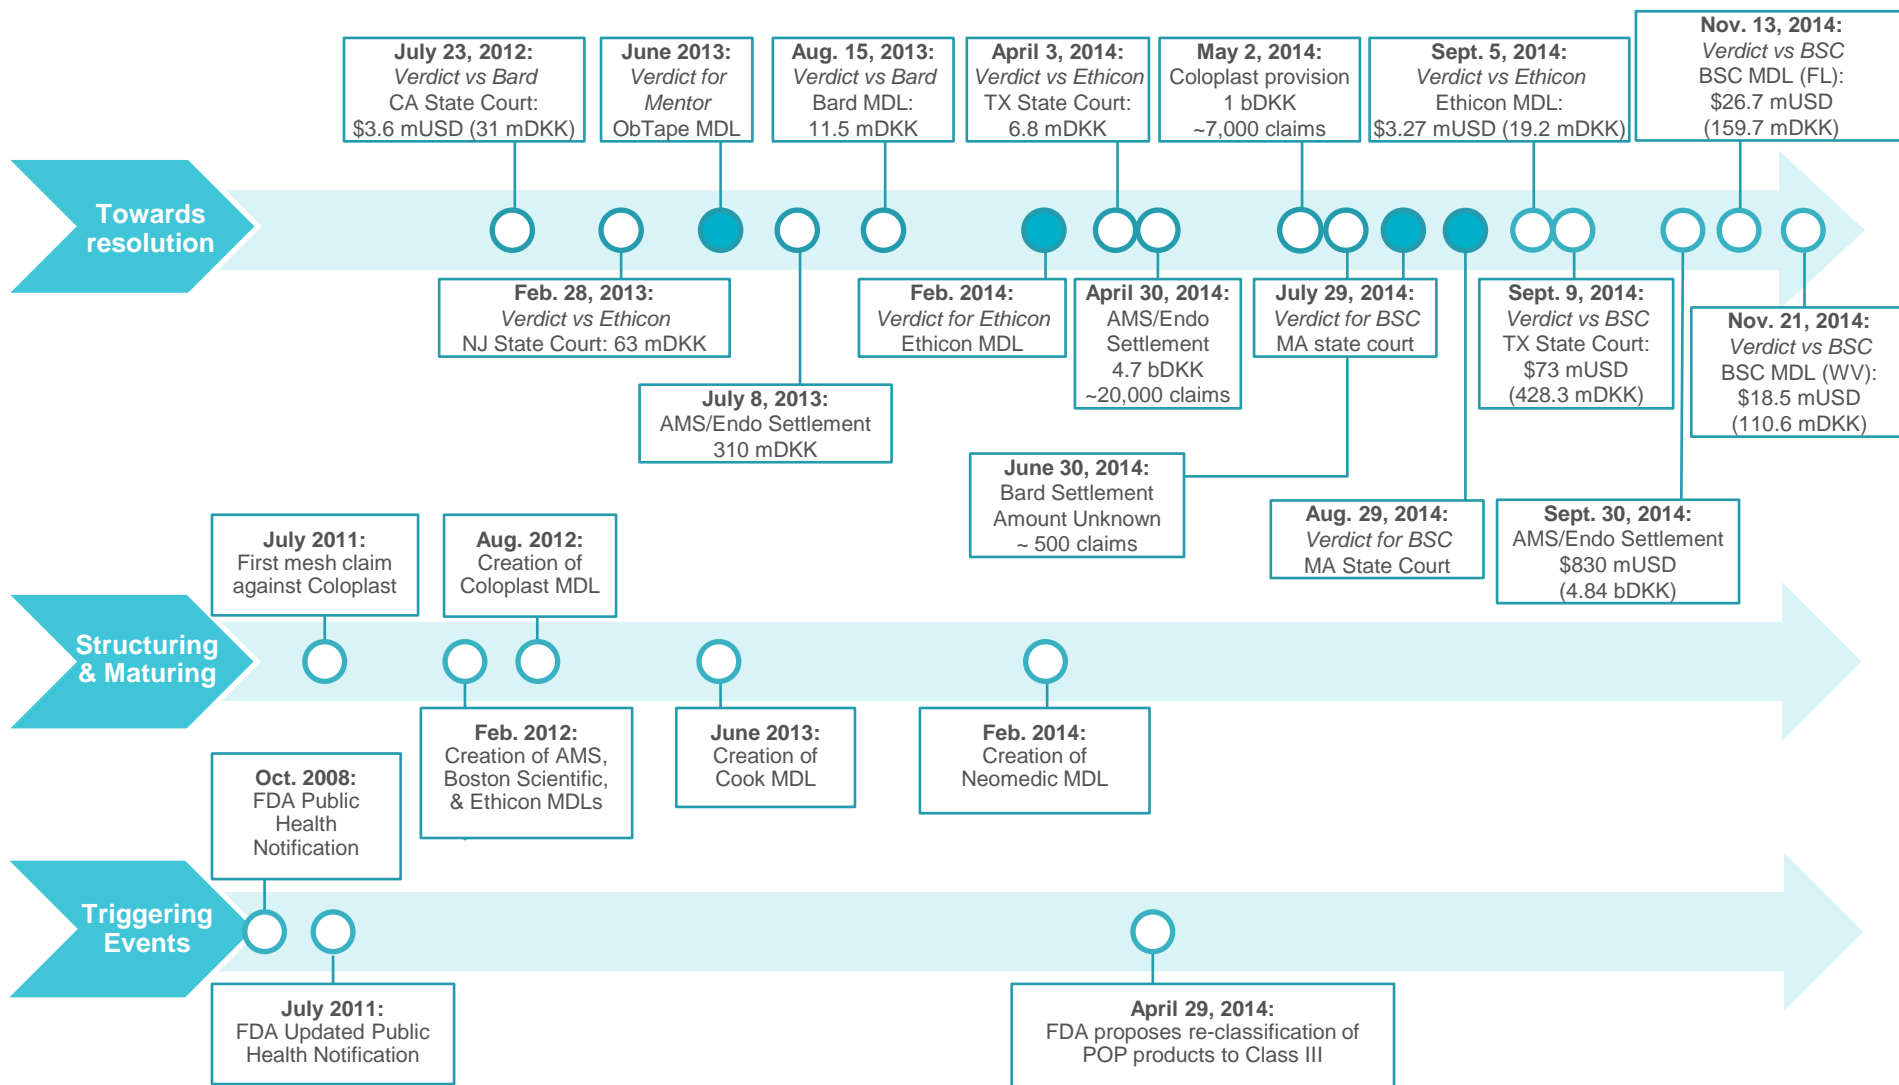 July 23, 2012:
Verdict vs Bard
CA State Court:
$3.6 mUSD (31 mDKK)
June 2013:
Verdict for
Mentor
ObTape MDL
Aug. 15, 2013:
Verdict vs Bard
Bard MDL:
11.5 mDKK
April 3, 2014:
Verdict vs Ethicon
TX State Court:
6.8 mDKK
May 2, 2014:
Coloplast provision
1 bDKK
~7,000 claims
Sept. 5, 2014:
Verdict vs Ethicon
Ethicon MDL:
$3.27 mUSD (19.2 mDKK)
Nov. 13, 2014:
Verdict vs BSC
BSC MDL (FL):
$26.7 mUSD
(159.7 mDKK)
Towards
resolution
Feb. 28, 2013:
Verdict vs Ethicon
NJ State Court: 63 mDKK
July 8, 2013:
AMS/Endo Settlement
310 mDKK
Feb. 2014:
Verdict for Ethicon
Ethicon MDL
April 30, 2014:
AMS/Endo
Settlement
4.7 bDKK
~20,000 claims
June 30, 2014:
Bard Settlement
Amount Unknown
~ 500 claims
July 29, 2014:
Verdict for BSC
MA state court
Aug. 29, 2014:
Verdict for BSC
MA State Court
Sept. 9, 2014:
Verdict vs BSC
TX State Court:
$73 mUSD
(428.3 mDKK)
Sept. 30, 2014:
AMS/Endo Settlement
$830 mUSD
(4.84 bDKK)
Nov. 21, 2014:
Verdict vs BSC
BSC MDL (WV):
$18.5 mUSD
(110.6 mDKK)
July 2011:
First mesh claim
against Coloplast
Aug. 2012:
Creation of
Coloplast MDL
Structuring
& Maturing
Feb. 2012:
Creation of AMS,
Boston Scientific,
& Ethicon MDLs
June 2013:
Creation of
Cook MDL
Feb. 2014:
Creation of
Neomedic MDL
Oct. 2008:
FDA Public
Health
Notification
Triggering
Events
July 2011:
FDA Updated Public
Health Notification
April 29, 2014:
FDA proposes re-classification of
POP products to Class III